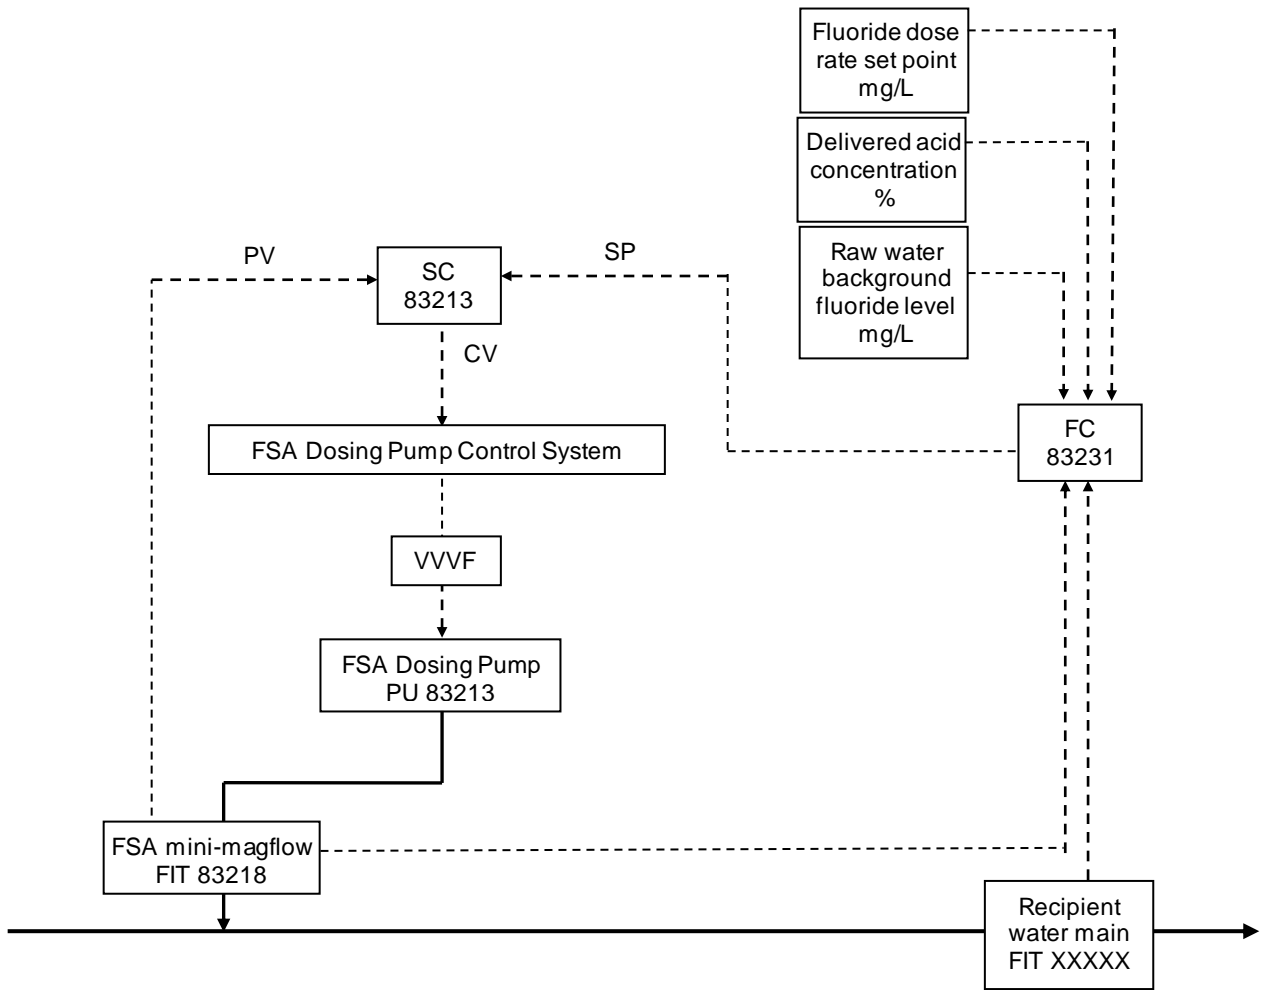 Fluoride dose
rate set point
mg/L
Delivered acid
concentration
%
Raw water
background
fluoride level
mg/L
PV
SC
83213
SP
CV
FC
83231
FSA Dosing Pump Control System
VVVF
FSA Dosing Pump
PU 83213
FSA mini-magflow
FIT 83218
Recipient
water main
FIT XXXXX